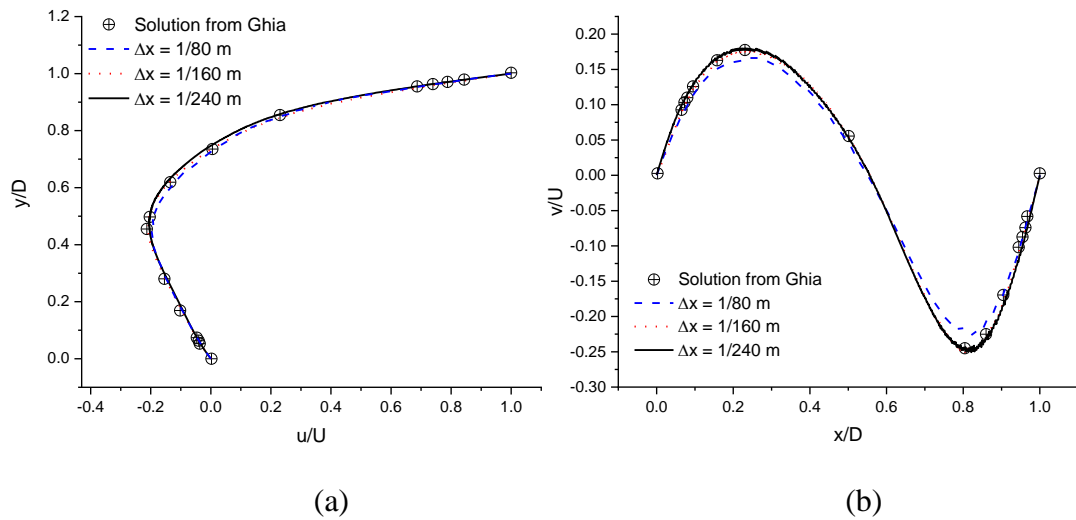 Solution from Ghia
Δx = 1/80 m
Δx = 1/160 m
Δx = 1/240 m
1.2
1.0
0.8
0.6
0.4
0.2
0.0
y/D
-0.4 -0.2 0.0 0.2 0.4 0.6 0.8 1.0
u/U
(a)
0.20
0.15
0.10
0.05
0.00
-0.05
-0.10
-0.15
-0.20
-0.25
-0.30
v/U
Solution from Ghia
Δx = 1/80 m
Δx = 1/160 m
Δx = 1/240 m
0.0 0.2 0.4 0.6 0.8 1.0
x/D
(b)